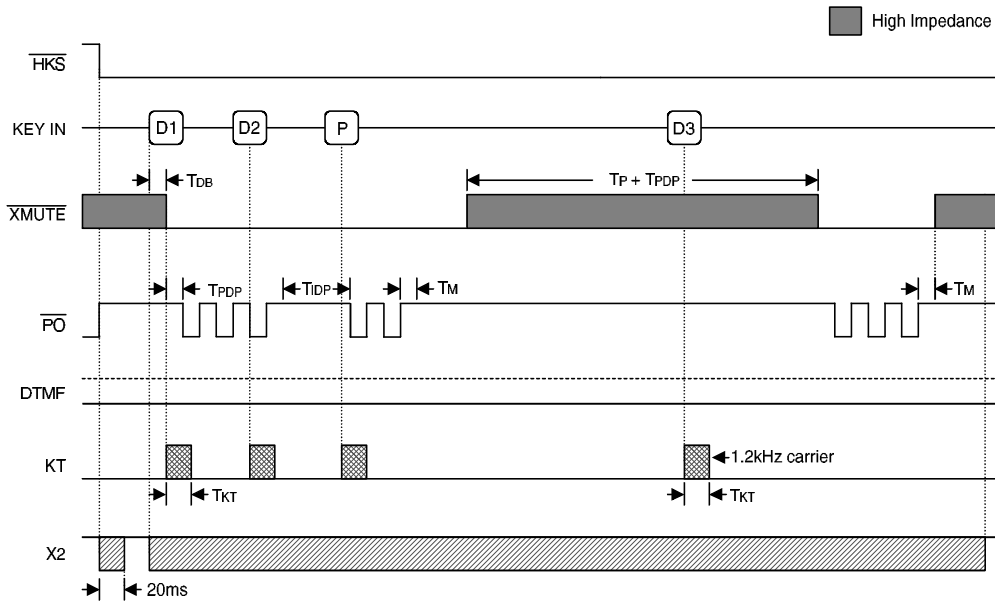 High Impedance
HKS
KEY IN
D1
D2
P
D3
TDB
TP + TPDP
XMUTE
TPDP
TIDP
TM
TM
PO
DTMF
KT
1.2kHz carrier
TKT
TKT
X2
20ms